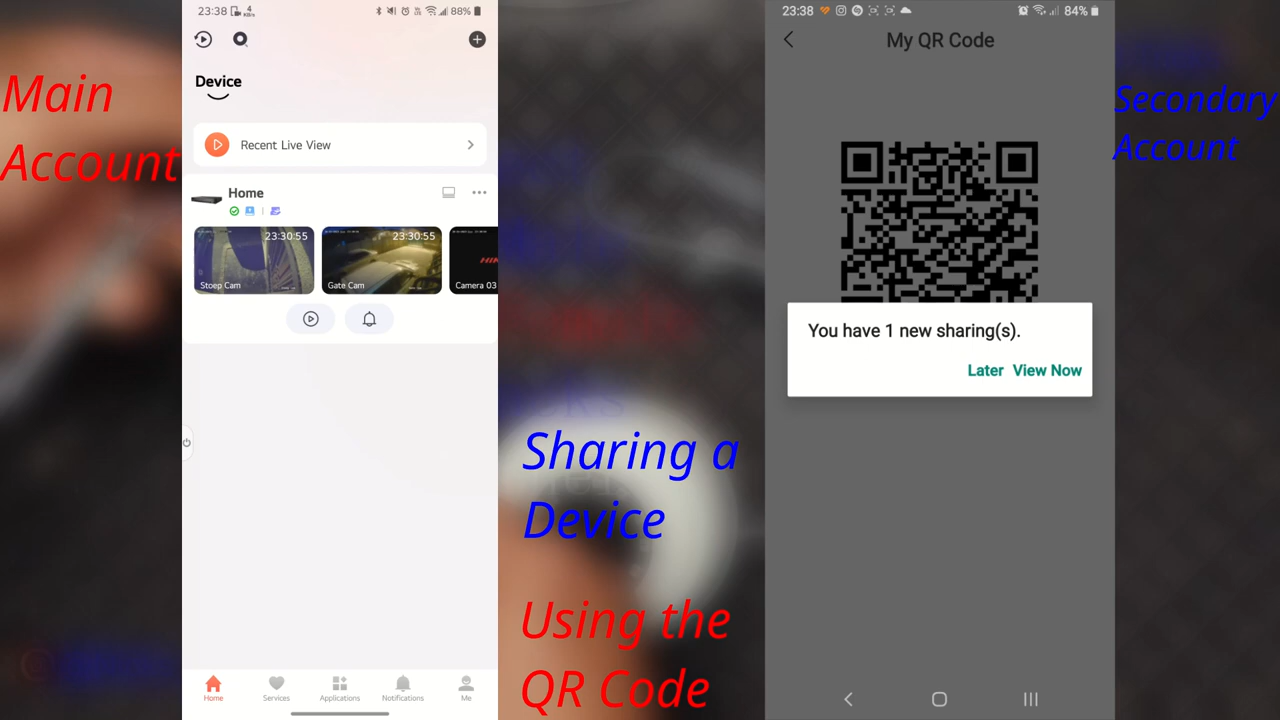 Main
Account
23:38
4
KB/s
88%
Device
Recent Live View
Home
23:30:55
Stoep Cam
23:30:55
Gate Cam
Camera 03
Home
Services
Applications
Notifications
Me
Sharing a
Device
Using the
QR Code
23:38
84%
My QR Code
You have 1 new sharing(s).
Later View Now
Secondary
Account